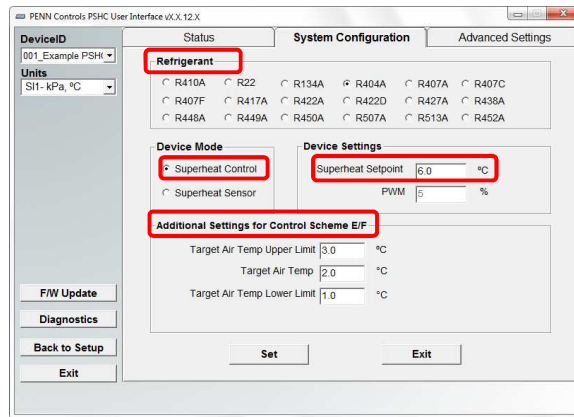 PENN Controls PSHC User Interface vX.X.12.X
DeviceID
001_Example PSH(
Units
SI1- kPa, ºC
F/W Update
Diagnostics
Back to Setup
Exit
Status
System Configuration
Advanced Settings
Refrigerant
R410A R22 R134A R404A R407A R407C
R407F R417A R422A R422D R427A R438A
R448A R449A R450A R507A R513A R452A
Device Mode
Superheat Control
Superheat Sensor
Device Settings
Superheat Setpoint 6.0 ºC
PWM 5 %
Additional Settings for Control Scheme E/F
Target Air Temp Upper Limit 3.0 ºC
Target Air Temp 2.0 ºC
Target Air Temp Lower Limit 1.0 ºC
Set Exit